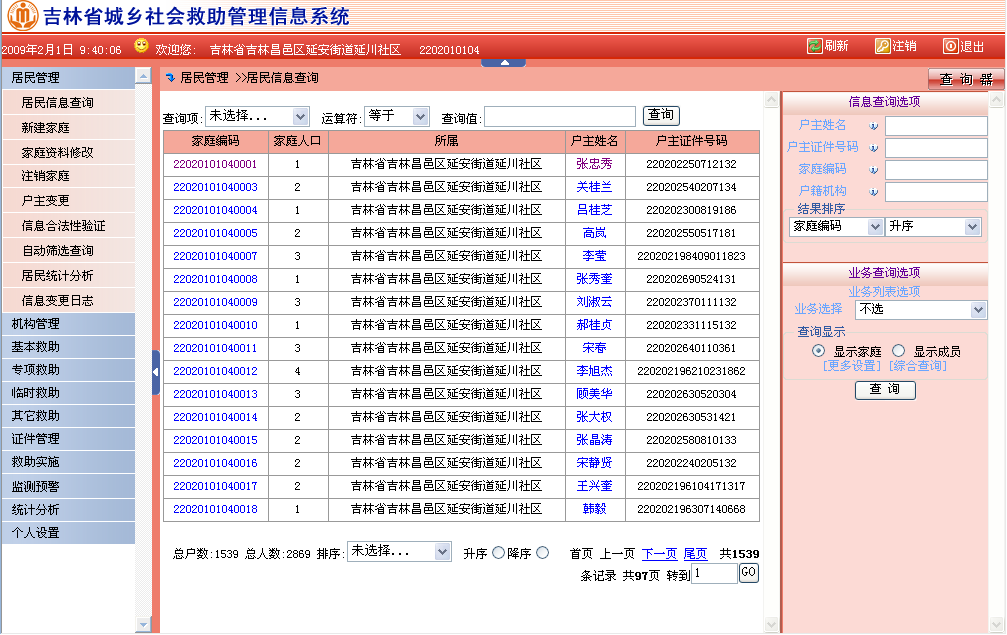 吉林省城乡社会救助管理信息系统
2009年2月1日 9:40:06 欢迎您: 吉林省吉林昌邑区延安街道延川社区 2202010104 刷新 注销 退出
居民管理
居民信息查询
新建家庭
家庭资料修改
注销家庭
户主变更
信息合法性验证
自动筛选查询
居民统计分析
信息变更日志
机构管理
基本救助
专项救助
临时救助
其它救助
证件管理
救助实施
监测预警
统计分析
个人设置
居民管理 >>居民信息查询
查询项: 未选择... 运算符: 等于 查询值: 查询
家庭编码 家庭人口 所属 户主姓名 户主证件号码
22020101040001 1 吉林省吉林昌邑区延安街道延川社区 张忠秀 220202250712132
22020101040003 2 吉林省吉林昌邑区延安街道延川社区 关桂兰 220202540207134
22020101040004 1 吉林省吉林昌邑区延安街道延川社区 吕桂芝 220202300819186
22020101040005 2 吉林省吉林昌邑区延安街道延川社区 高岚 220202550517181
22020101040007 3 吉林省吉林昌邑区延安街道延川社区 李莹 220202198409011823
22020101040008 1 吉林省吉林昌邑区延安街道延川社区 张秀奎 220202690524131
22020101040009 3 吉林省吉林昌邑区延安街道延川社区 刘淑云 220202370111132
22020101040010 1 吉林省吉林昌邑区延安街道延川社区 郝桂贞 220202331115132
22020101040011 3 吉林省吉林昌邑区延安街道延川社区 宋春 220202640110361
22020101040012 4 吉林省吉林昌邑区延安街道延川社区 李旭杰 220202196210231862
22020101040013 3 吉林省吉林昌邑区延安街道延川社区 顾美华 220202630520304
22020101040014 2 吉林省吉林昌邑区延安街道延川社区 张大权 220202630531421
22020101040015 2 吉林省吉林昌邑区延安街道延川社区 张晶涛 220202580810133
22020101040016 2 吉林省吉林昌邑区延安街道延川社区 宋静贤 220202240205132
22020101040017 2 吉林省吉林昌邑区延安街道延川社区 王兴奎 220202196104171317
22020101040018 1 吉林省吉林昌邑区延安街道延川社区 韩毅 220202196307140668
总户数:1539 总人数:2869 排序: 未选择... 升序 降序 首页 上一页 下一页 尾页 共1539
条记录 共97页 转到 1 GO
查 询 器
信息查询选项
户主姓名
户主证件号码
家庭编码
户籍机构
结果排序
家庭编码 升序
业务查询选项
业务列表选项
业务选择 不选
查询显示
显示家庭 显示成员
[更多设置] [综合查询]
查 询